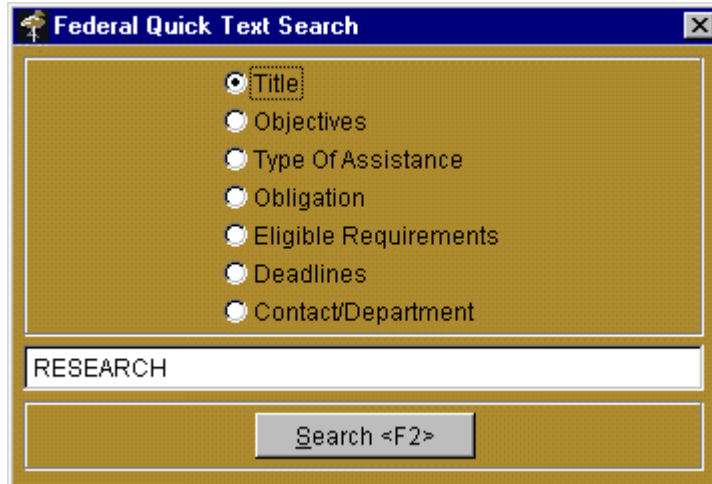 Federal Quick Text Search
Title
Objectives
Type Of Assistance
Obligation
Eligible Requirements
Deadlines
Contact/Department
RESEARCH
Search <F2>